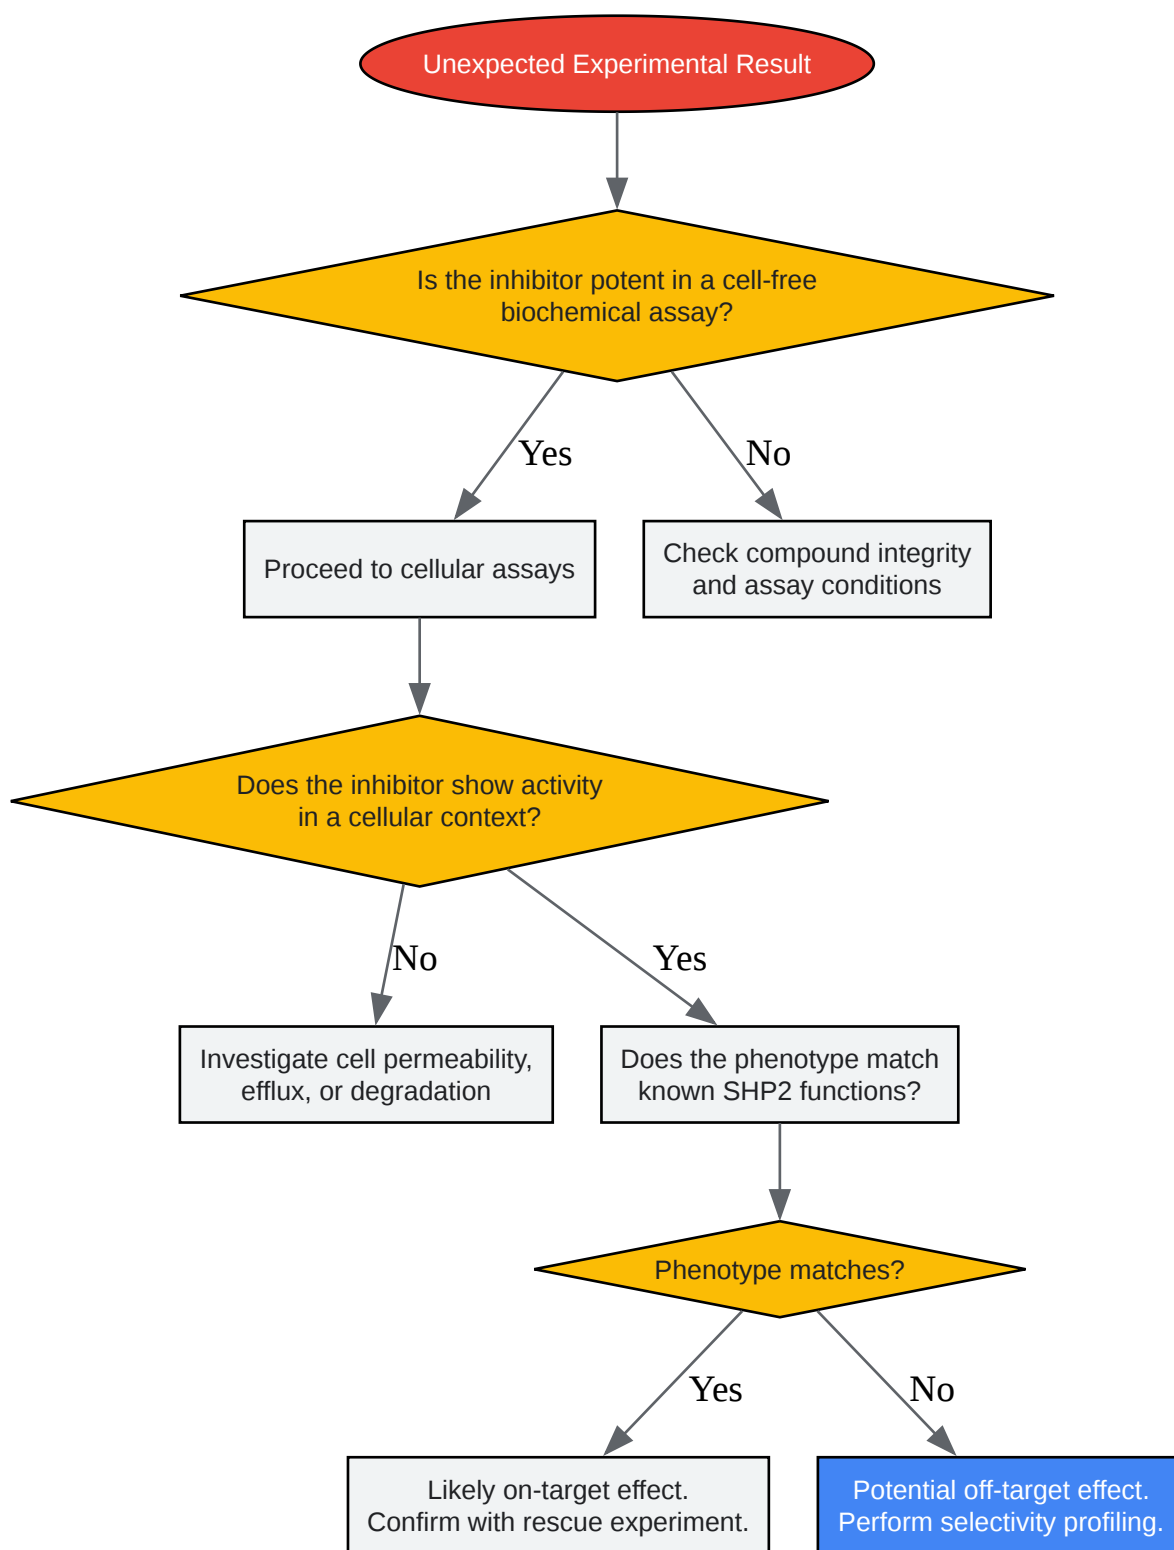 Unexpected Experimental Result
Is the inhibitor potent in a cell-free
biochemical assay?
Yes
No
Proceed to cellular assays
Check compound integrity
and assay conditions
Does the inhibitor show activity
in a cellular context?
No
Yes
Investigate cell permeability,
efflux, or degradation
Does the phenotype match
known SHP2 functions?
Phenotype matches?
Yes
No
Likely on-target effect.
Confirm with rescue experiment.
Potential off-target effect.
Perform selectivity profiling.